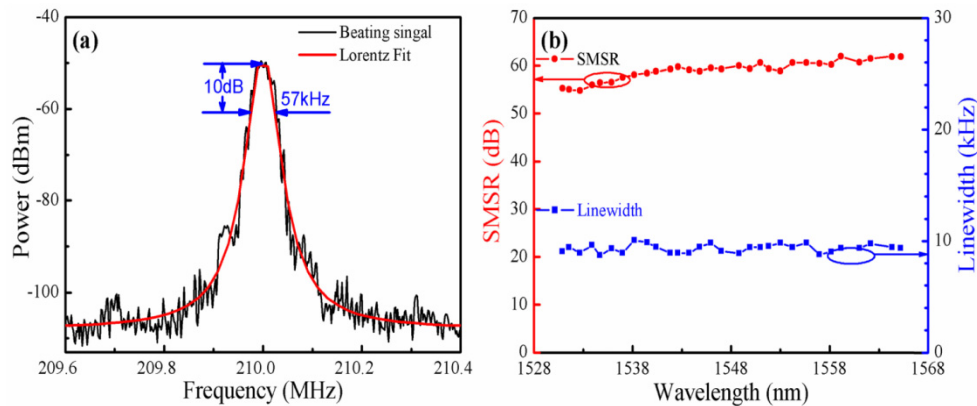 (a)
Beating singal
Lorentz Fit
10dB
57kHz
-40
-60
-80
-100
Power (dBm)
209.6 209.8 210.0 210.2 210.4
Frequency (MHz)
(b)
SMSR
Linewidth
70
60
50
40
30
20
10
0
SMSR (dB)
30
20
10
0
Linewidth (kHz)
1528 1538 1548 1558 1568
Wavelength (nm)